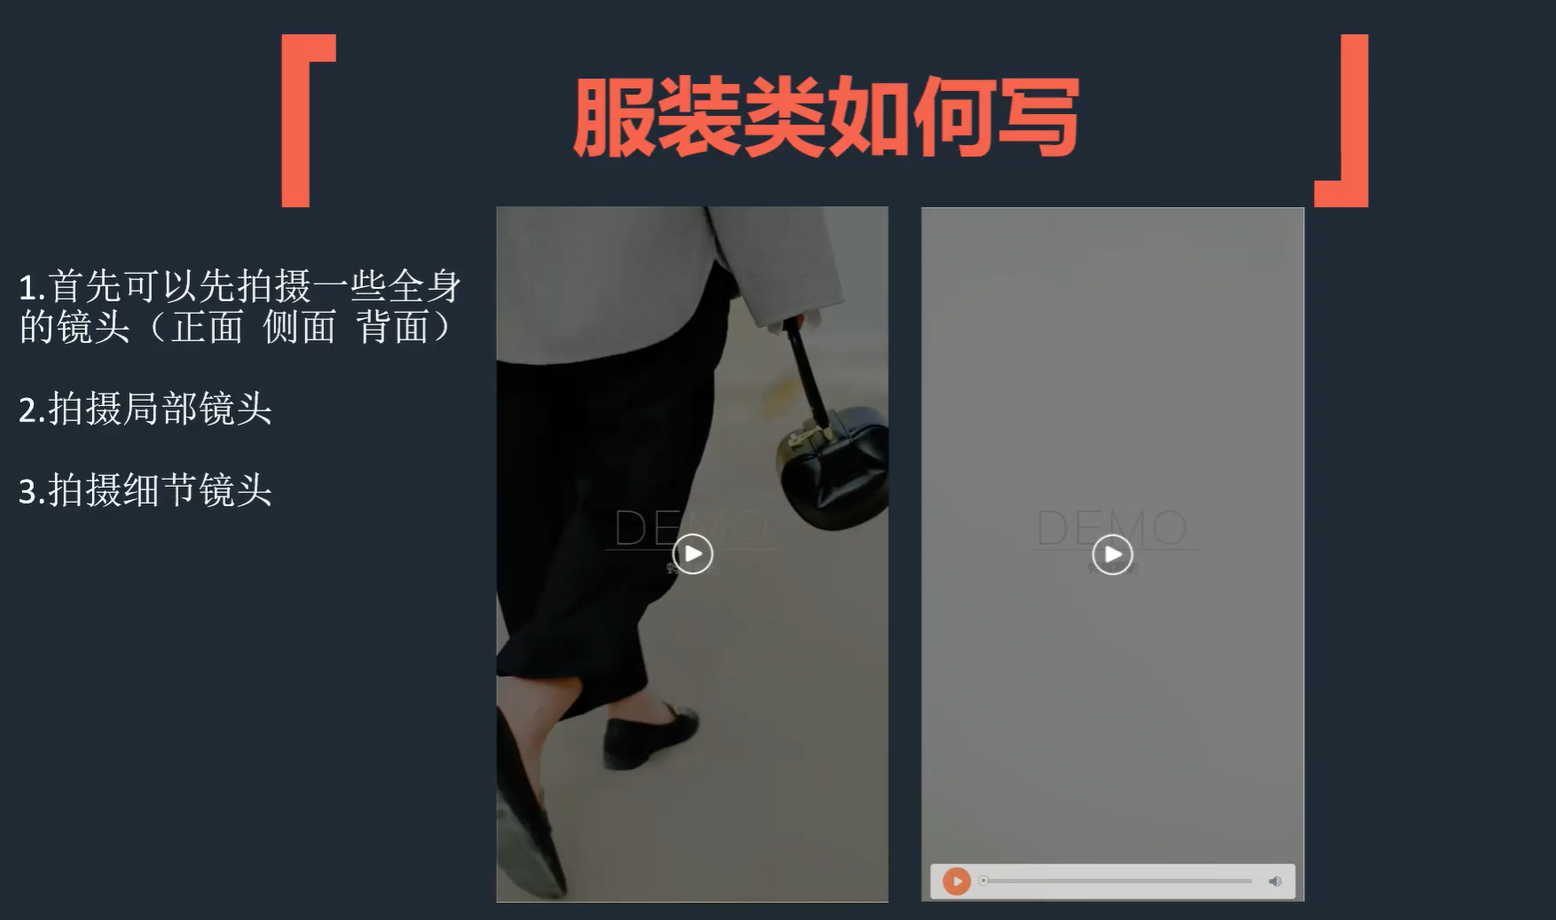 服装类如何写
1.首先可以先拍摄一些全身
的镜头（正面 侧面 背面）
2.拍摄局部镜头
3.拍摄细节镜头
DEMO
DEMO